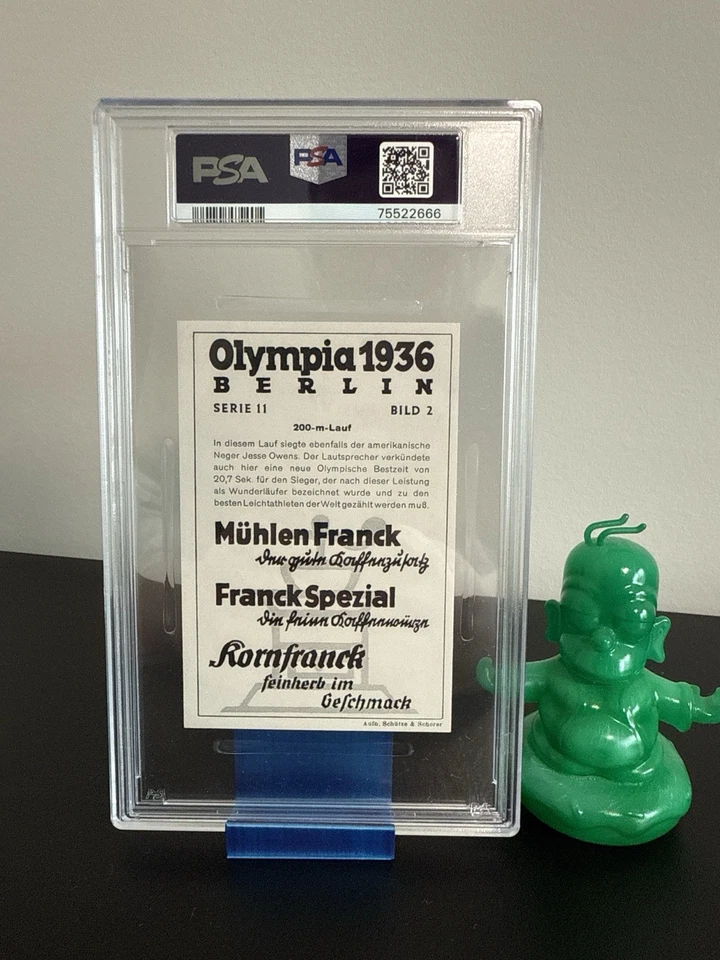 PSA
PSA
75522666
Olympia 1936
BERLIN
SERIE 11
BILD 2
200-m-Lauf
In diesem Lauf siegte ebenfalls der amerikanische
Neger Jesse Owens. Der Lautsprecher verkündete
auch hier eine neue Olympische Bestzeit von
20,7 Sek. für den Sieger, der nach dieser Leistung
als Wunderläufer bezeichnet wurde und zu den
besten Leichtathleten der Welt gezählt werden muß.
Mühlen Franck
der gute Kaffeezusatz
Franck Spezial
die feine Kaffeewürze
Kornfranck
feinherb im
Geſchmack
Aufn. Schirner